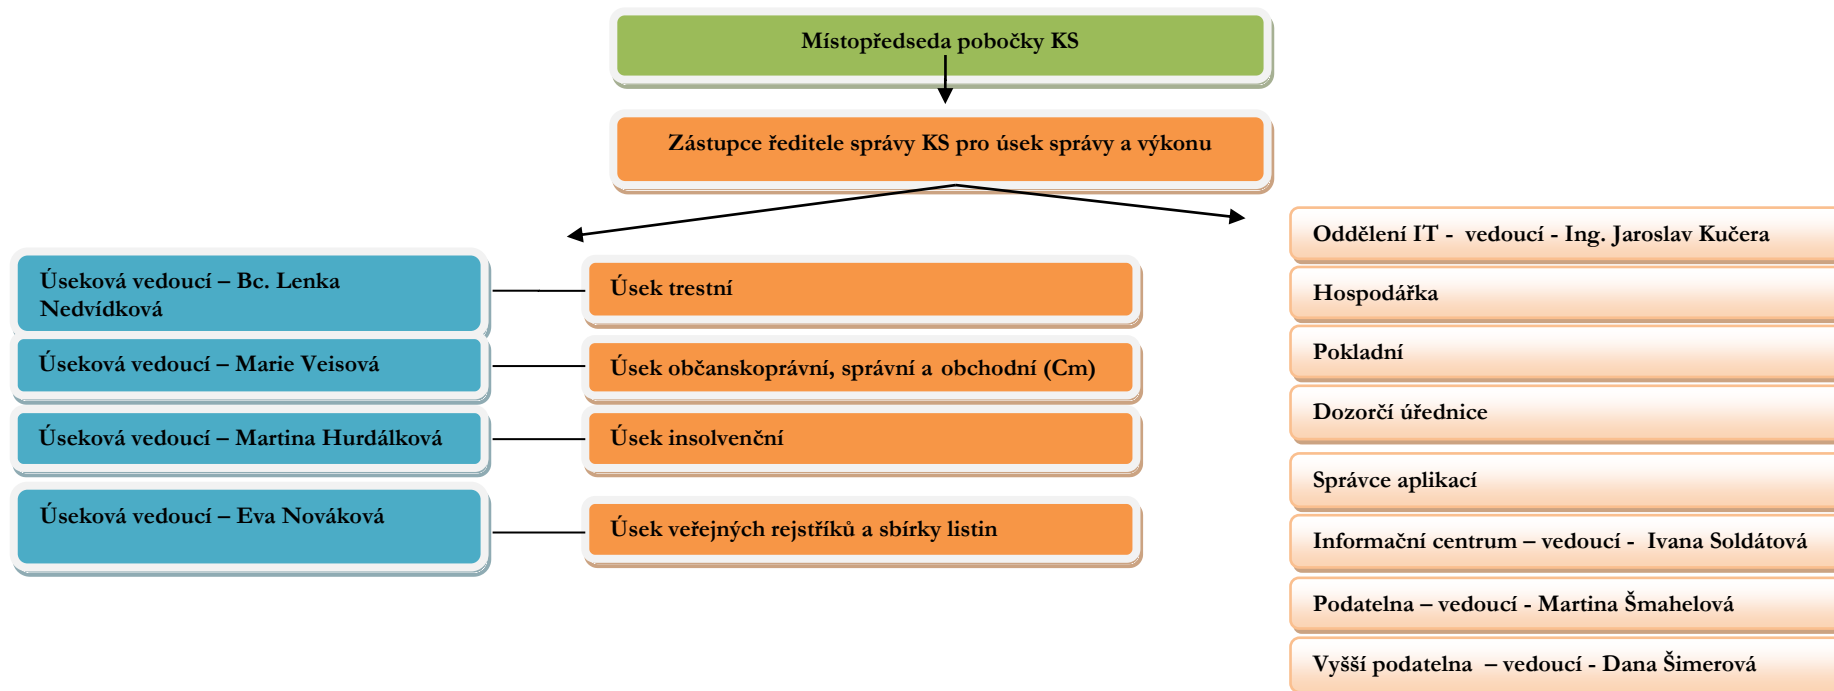 Místopředseda pobočky KS
Zástupce ředitele správy KS pro úsek správy a výkonu
Úseková vedoucí – Bc. Lenka
Nedvídková
Úsek trestní
Úseková vedoucí – Marie Veisová
Úsek občanskoprávní, správní a obchodní (Cm)
Úseková vedoucí – Martina Hurdálková
Úsek insolvenční
Úseková vedoucí – Eva Nováková
Úsek veřejných rejstříků a sbírky listin
Oddělení IT - vedoucí - Ing. Jaroslav Kučera
Hospodářka
Pokladní
Dozorčí úřednice
Správce aplikací
Informační centrum – vedoucí - Ivana Soldátová
Podatelna – vedoucí - Martina Šmahelová
Vyšší podatelna – vedoucí - Dana Šimerová